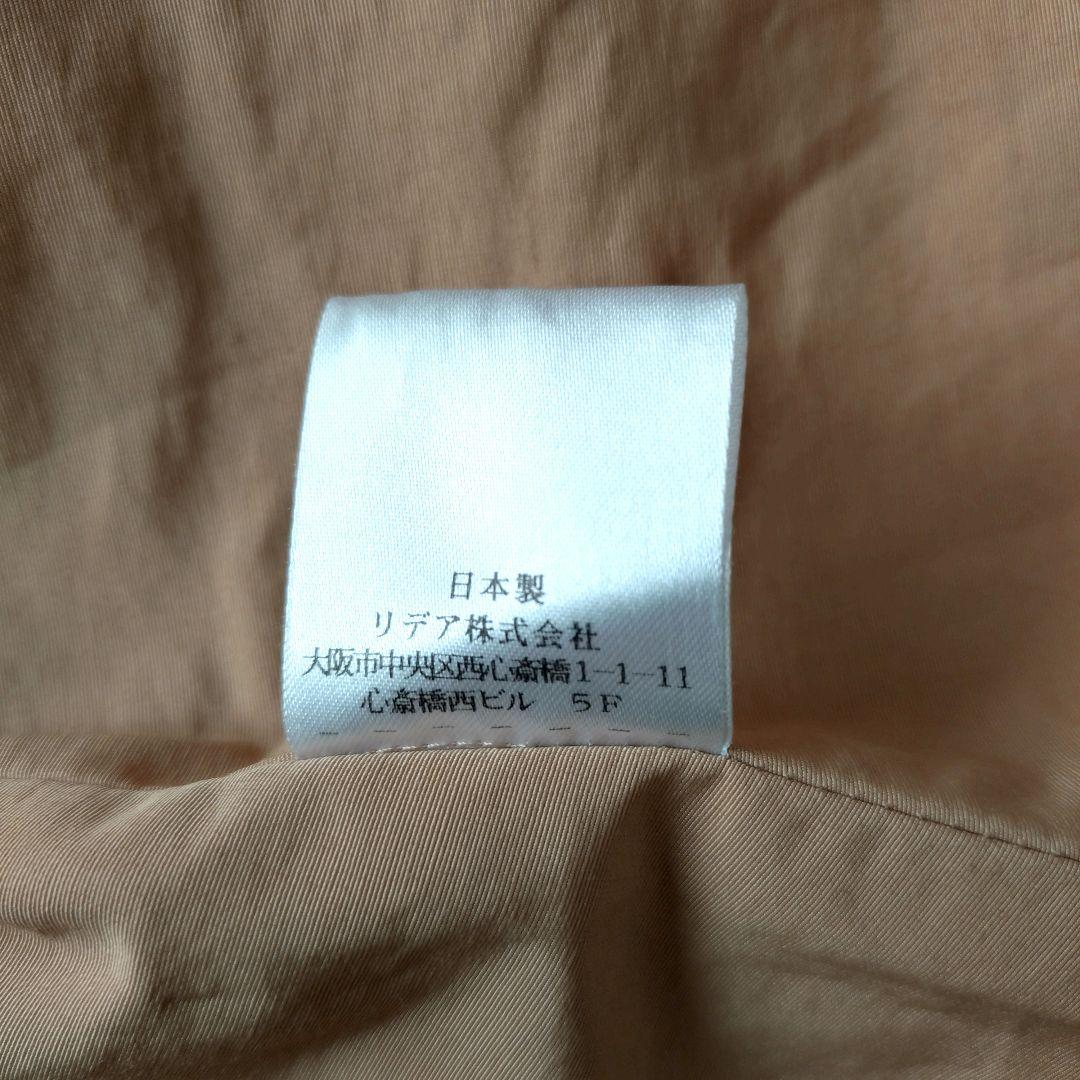 日本製
リデア株式会社
大阪市中央区西心斎橋1-1-11
心斎橋西ビル　5F